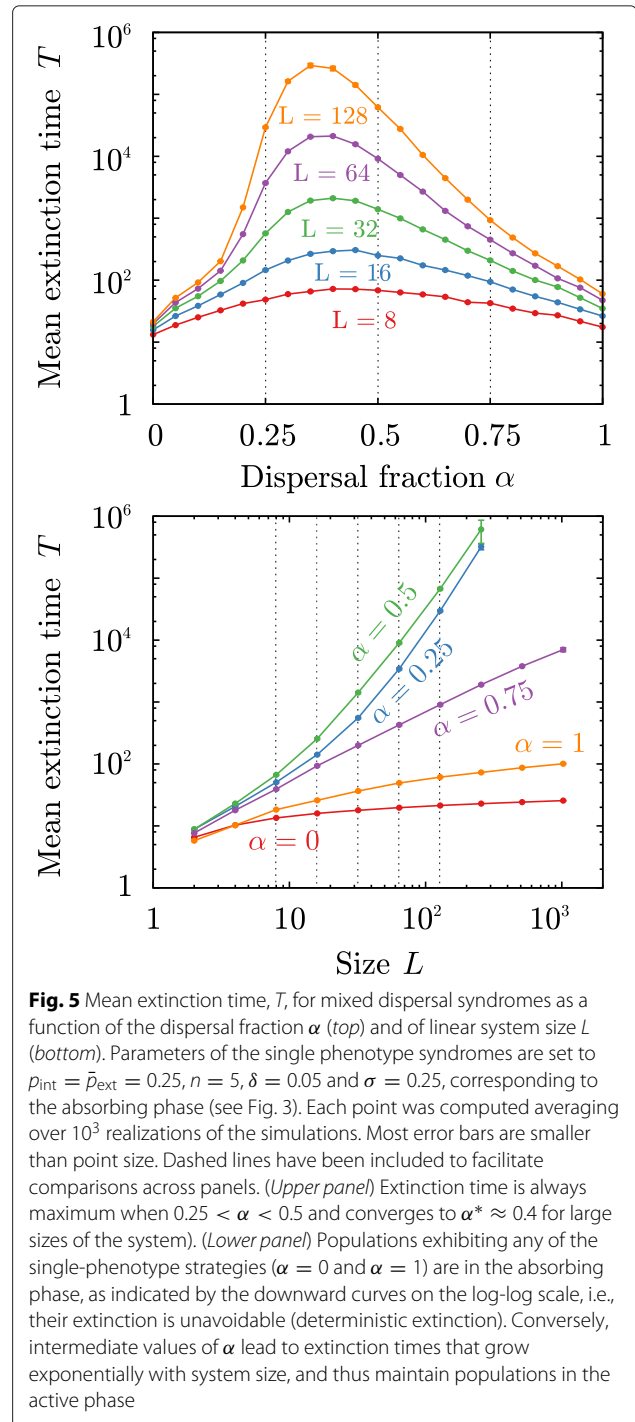 10^6
10^4
10^2
1
Mean extinction time T
L = 128
L = 64
L = 32
L = 16
L = 8
0 0.25 0.5 0.75 1
Dispersal fraction α
10^6
10^4
10^2
1
Mean extinction time T
α = 0.5
α = 0.25
α = 0.75
α = 1
α = 0
1 10 10^2 10^3
Size L
Fig. 5 Mean extinction time, T, for mixed dispersal syndromes as a
function of the dispersal fraction α (top) and of linear system size L
(bottom). Parameters of the single phenotype syndromes are set to
p_int = p̄_ext = 0.25, n = 5, δ = 0.05 and σ = 0.25, corresponding to
the absorbing phase (see Fig. 3). Each point was computed averaging
over 10^3 realizations of the simulations. Most error bars are smaller
than point size. Dashed lines have been included to facilitate
comparisons across panels. (Upper panel) Extinction time is always
maximum when 0.25 < α < 0.5 and converges to α* ≈ 0.4 for large
sizes of the system). (Lower panel) Populations exhibiting any of the
single-phenotype strategies (α = 0 and α = 1) are in the absorbing
phase, as indicated by the downward curves on the log-log scale, i.e.,
their extinction is unavoidable (deterministic extinction). Conversely,
intermediate values of α lead to extinction times that grow
exponentially with system size, and thus maintain populations in the
active phase